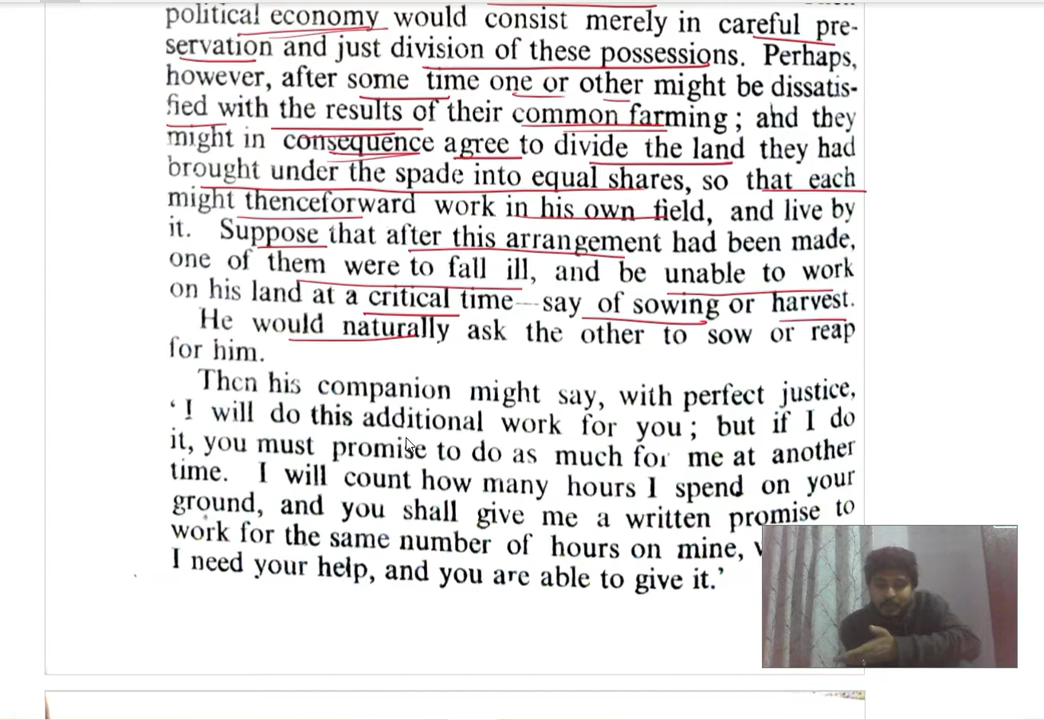 political economy would consist merely in careful pre-
servation and just division of these possessions. Perhaps,
however, after some time one or other might be dissatis-
fied with the results of their common farming ; and they
might in consequence agree to divide the land they had
brought under the spade into equal shares, so that each
might thenceforward work in his own field, and live by
it. Suppose that after this arrangement had been made,
one of them were to fall ill, and be unable to work
on his land at a critical time—say of sowing or harvest.
He would naturally ask the other to sow or reap
for him.
Then his companion might say, with perfect justice,
‘I will do this additional work for you ; but if I do
it, you must promise to do as much for me at another
time. I will count how many hours I spend on your
ground, and you shall give me a written promise to
work for the same number of hours on mine,
I need your help, and you are able to give it.’